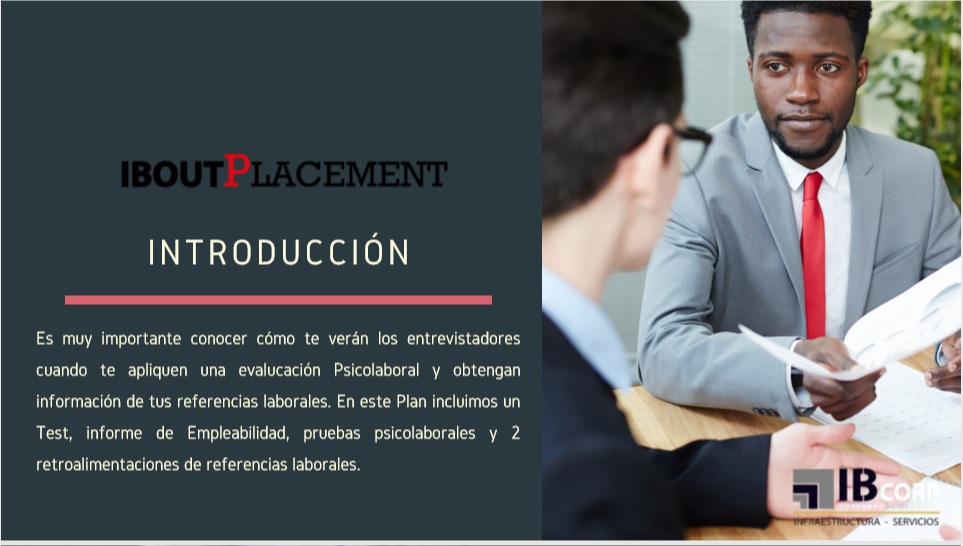 IBOUTPLACEMENT
INTRODUCCIÓN
Es muy importante conocer cómo te verán los entrevistadores
cuando te apliquen una evalucación Psicolaboral y obtengan
información de tus referencias laborales. En este Plan incluimos un
Test, informe de Empleabilidad, pruebas psicolaborales y 2
retroalimentaciones de referencias laborales.
IBCORP
INFRAESTRUCTURA - SERVICIOS